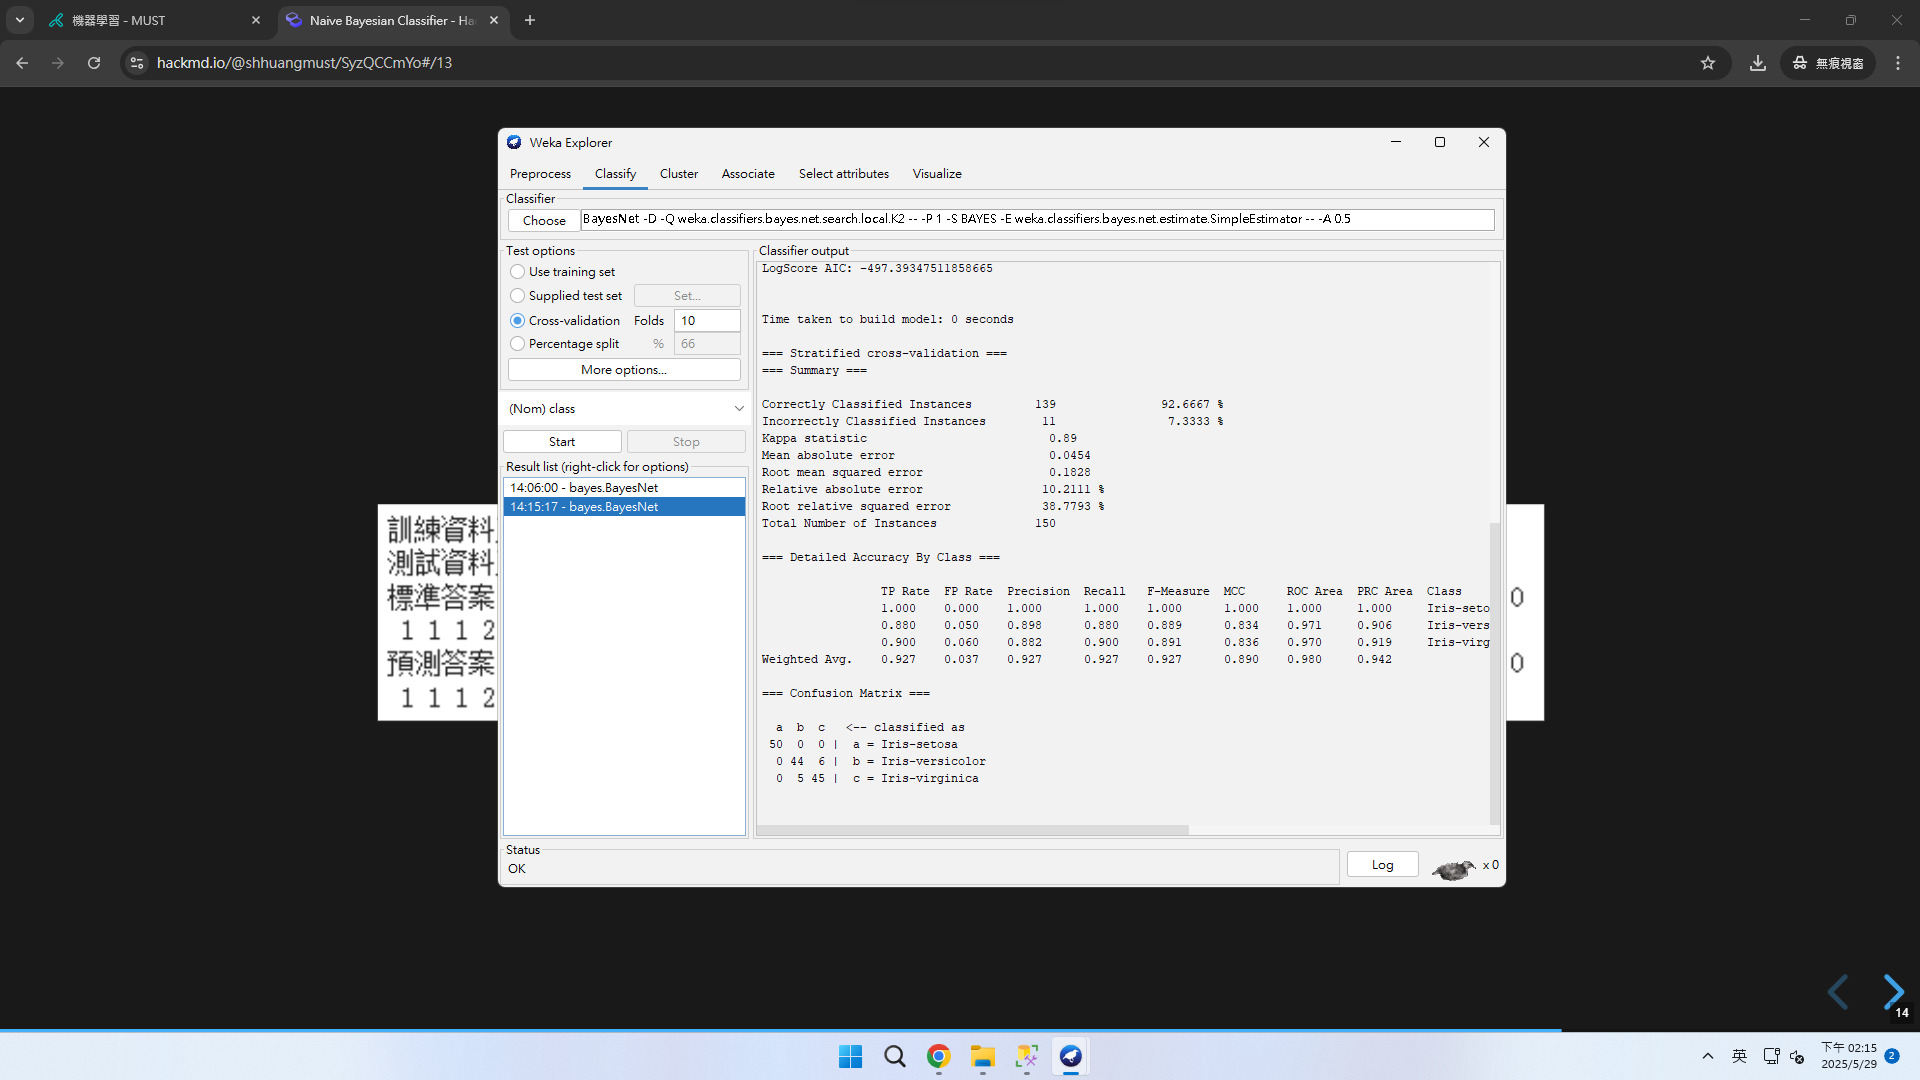 機器學習 - MUST
Naive Bayesian Classifier - Ha
hackmd.io/@shhuangmust/SyzQCCmYo#/13
無痕視窗
Weka Explorer
Preprocess Classify Cluster Associate Select attributes Visualize
Classifier
Choose BayesNet -D -Q weka.classifiers.bayes.net.search.local.K2 -- -P 1 -S BAYES -E weka.classifiers.bayes.net.estimate.SimpleEstimator -- -A 0.5
Test options
Use training set
Supplied test set Set...
Cross-validation Folds 10
Percentage split % 66
More options...
(Nom) class
Start Stop
Result list (right-click for options)
14:06:00 - bayes.BayesNet
14:15:17 - bayes.BayesNet
Classifier output
LogScore AIC: -497.39347511858665
Time taken to build model: 0 seconds
=== Stratified cross-validation ===
=== Summary ===
Correctly Classified Instances 139 92.6667 %
Incorrectly Classified Instances 11 7.3333 %
Kappa statistic 0.89
Mean absolute error 0.0454
Root mean squared error 0.1828
Relative absolute error 10.2111 %
Root relative squared error 38.7793 %
Total Number of Instances 150
=== Detailed Accuracy By Class ===
TP Rate FP Rate Precision Recall F-Measure MCC ROC Area PRC Area Class
1.000 0.000 1.000 1.000 1.000 1.000 1.000 1.000 Iris-seto
0.880 0.050 0.898 0.880 0.889 0.834 0.971 0.906 Iris-vers
0.900 0.060 0.882 0.900 0.891 0.836 0.970 0.919 Iris-virg
Weighted Avg. 0.927 0.037 0.927 0.927 0.927 0.890 0.980 0.942
=== Confusion Matrix ===
a b c <-- classified as
50 0 0 | a = Iris-setosa
0 44 6 | b = Iris-versicolor
0 5 45 | c = Iris-virginica
Status
OK
Log
x 0
訓練資料
測試資料
標準答案 0
1 1 1 2
預測答案 0
1 1 1 2
14
英
下午 02:15
2025/5/29
2